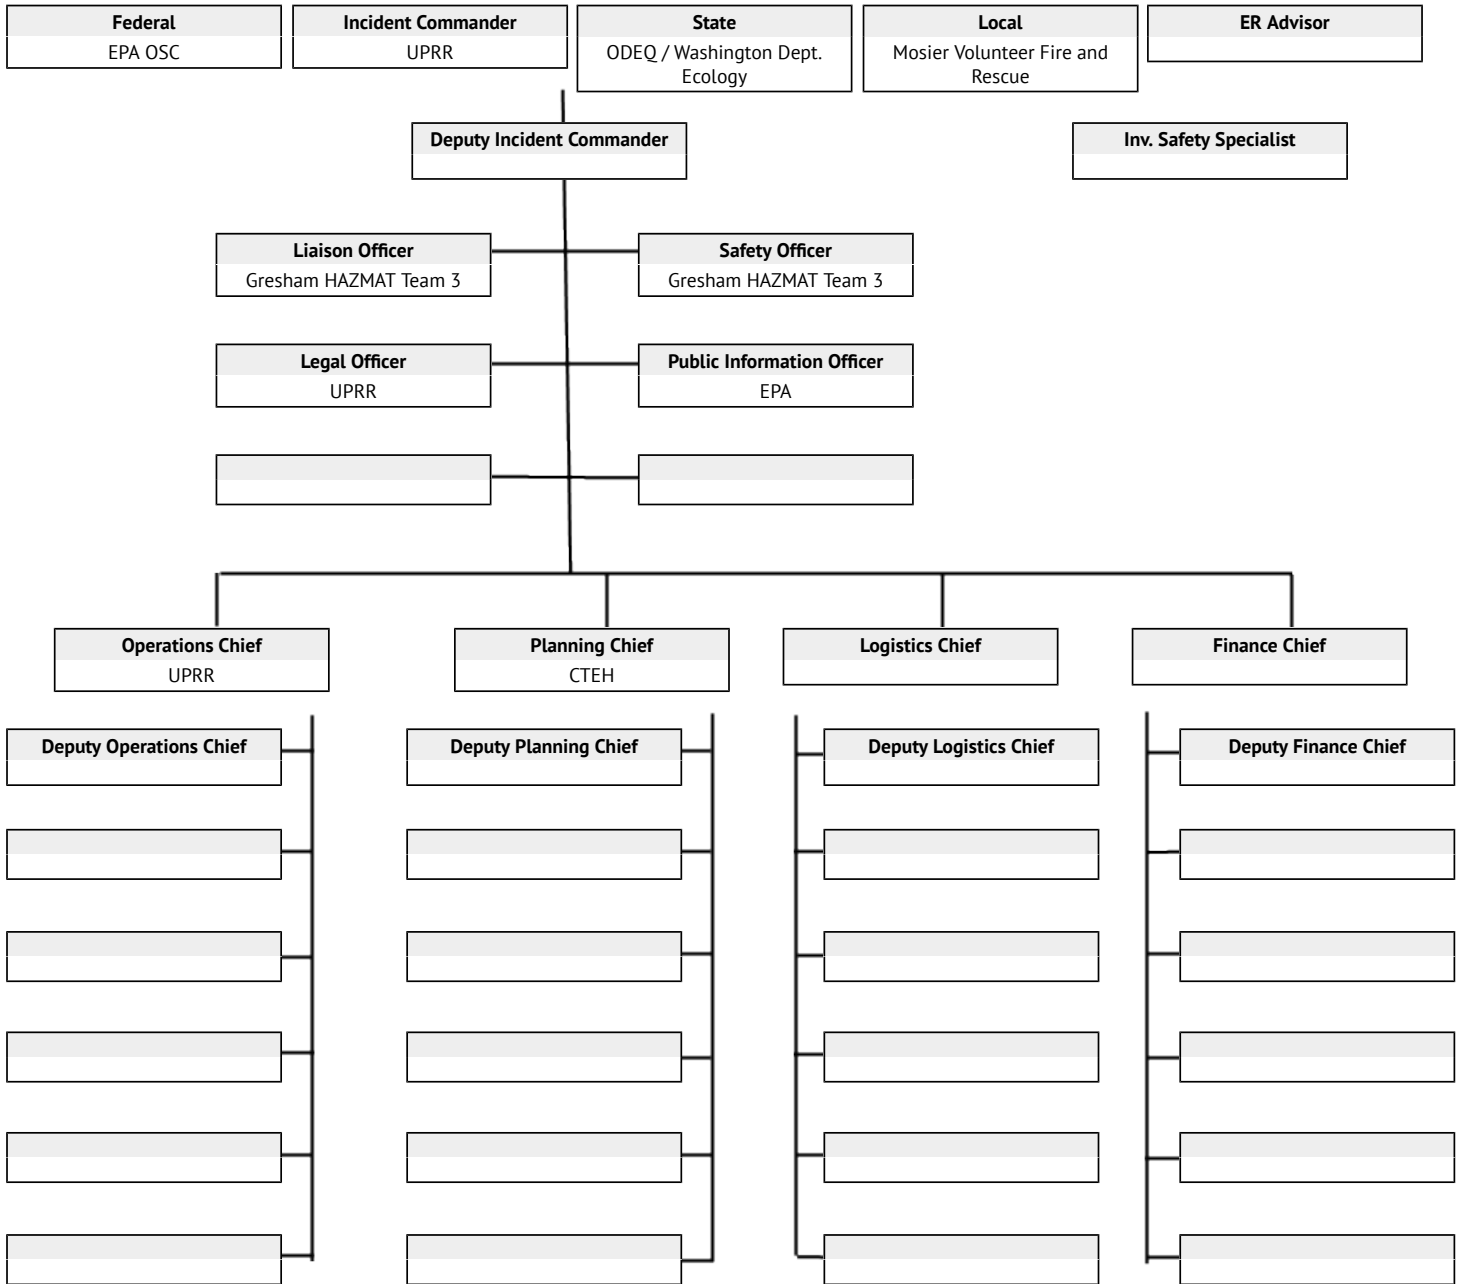 Federal
EPA OSC
Incident Commander
UPRR
State
ODEQ / Washington Dept.
Ecology
Local
Mosier Volunteer Fire and
Rescue
ER Advisor
Deputy Incident Commander
Inv. Safety Specialist
Liaison Officer
Gresham HAZMAT Team 3
Safety Officer
Gresham HAZMAT Team 3
Legal Officer
UPRR
Public Information Officer
EPA
Operations Chief
UPRR
Planning Chief
CTEH
Logistics Chief
Finance Chief
Deputy Operations Chief
Deputy Planning Chief
Deputy Logistics Chief
Deputy Finance Chief